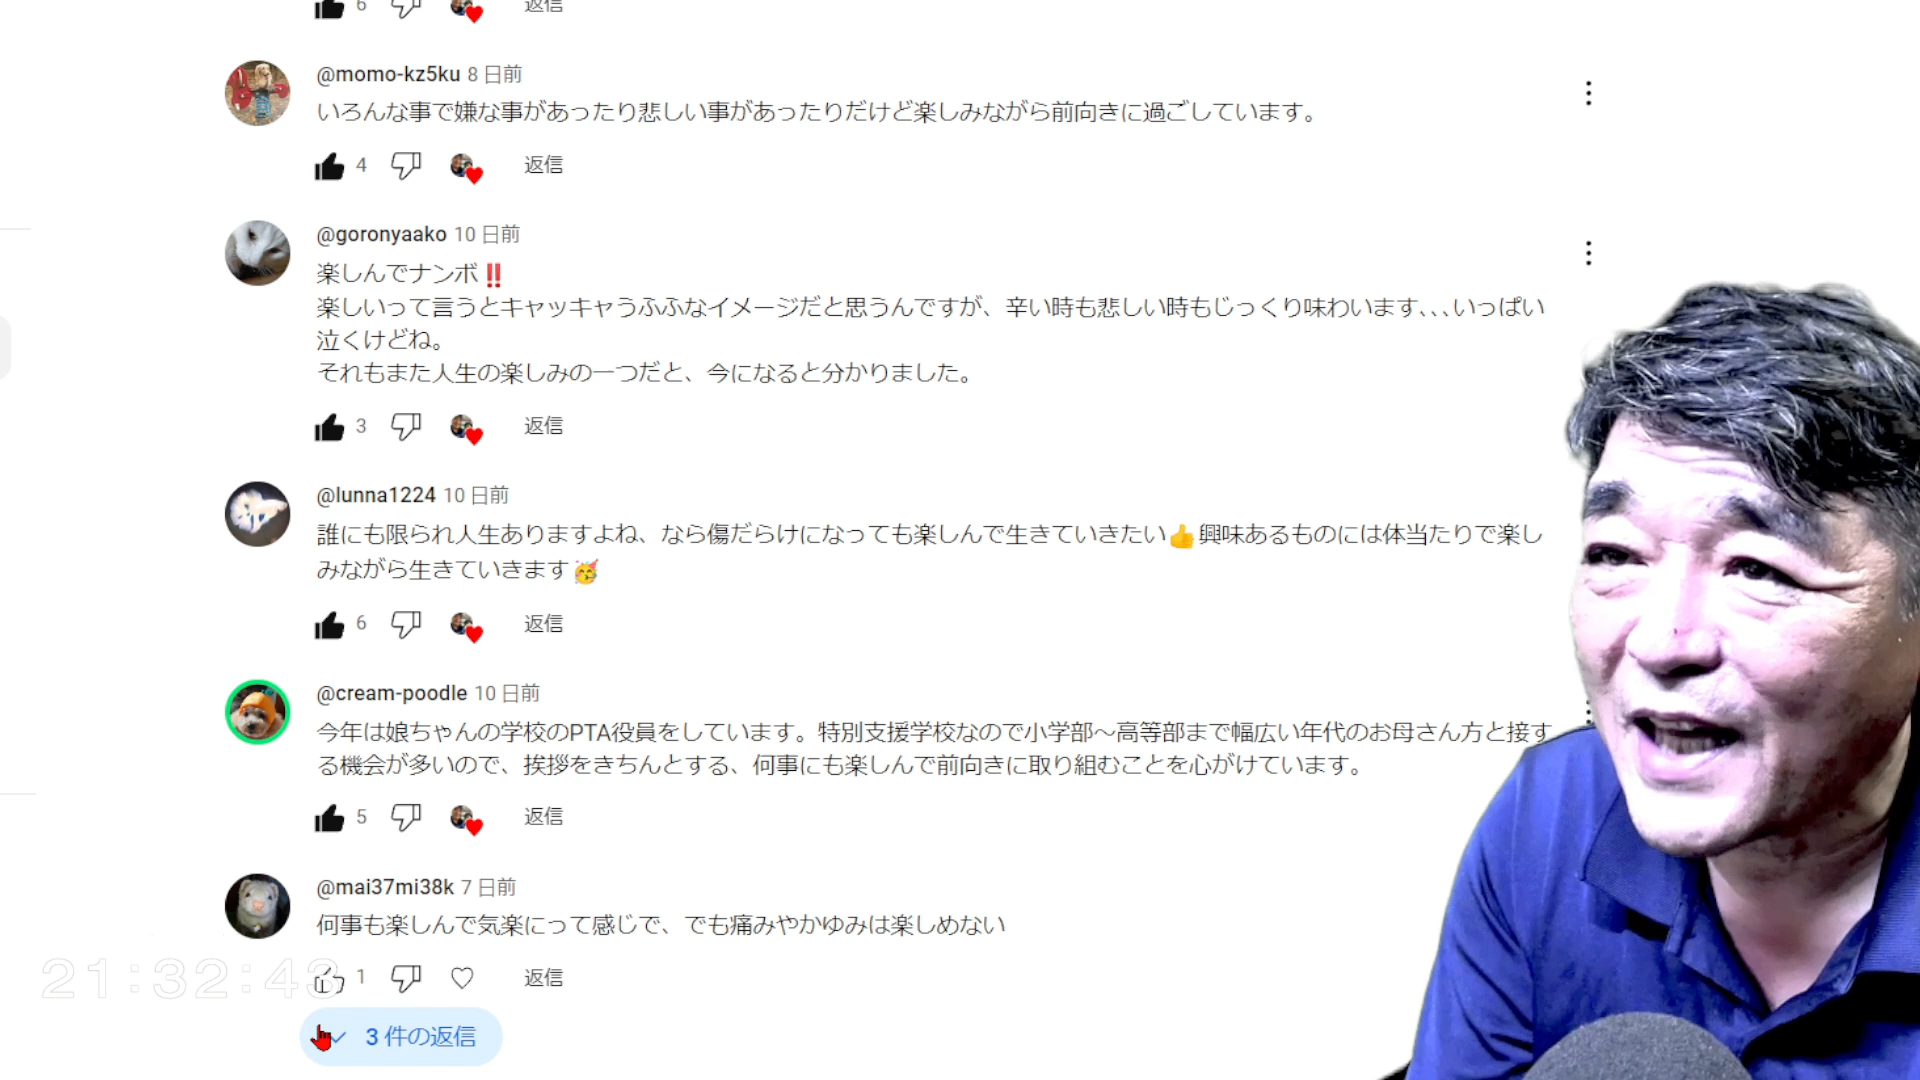 6 返信
@momo-kz5ku 8 日前
いろんな事で嫌な事があったり悲しい事があったりだけど楽しみながら前向きに過ごしています。
4 返信
@goronyaako 10 日前
楽しんでナンボ‼️
楽しいって言うとキャッキャうふふなイメージだと思うんですが、辛い時も悲しい時もじっくり味わいます､､､いっぱい
泣くけどね。
それもまた人生の楽しみの一つだと、今になると分かりました。
3 返信
@lunna1224 10 日前
誰にも限られ人生ありますよね、なら傷だらけになっても楽しんで生きていきたい👍興味あるものには体当たりで楽し
みながら生きていきます🥳
6 返信
@cream-poodle 10 日前
今年は娘ちゃんの学校のPTA役員をしています。特別支援学校なので小学部〜高等部まで幅広い年代のお母さん方と接す
る機会が多いので、挨拶をきちんとする、何事にも楽しんで前向きに取り組むことを心がけています。
5 返信
@mai37mi38k 7 日前
何事も楽しんで気楽にって感じで、でも痛みやかゆみは楽しめない
21:32:43
1 返信
3 件の返信